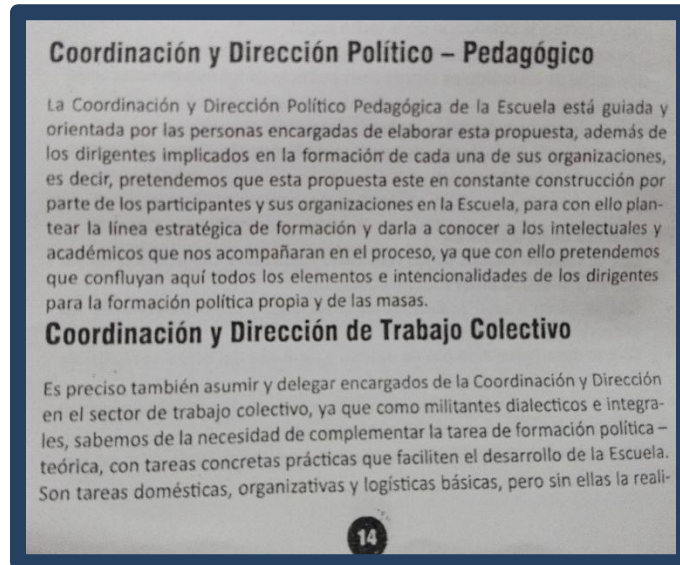 Coordinación y Dirección Político – Pedagógico
La Coordinación y Dirección Político Pedagógica de la Escuela está guiada y
orientada por las personas encargadas de elaborar esta propuesta, además de
los dirigentes implicados en la formación de cada una de sus organizaciones,
es decir, pretendemos que esta propuesta este en constante construcción por
parte de los participantes y sus organizaciones en la Escuela, para con ello plan-
tear la línea estratégica de formación y darla a conocer a los intelectuales y
académicos que nos acompañaran en el proceso, ya que con ello pretendemos
que confluyan aquí todos los elementos e intencionalidades de los dirigentes
para la formación política propia y de las masas.
Coordinación y Dirección de Trabajo Colectivo
Es preciso también asumir y delegar encargados de la Coordinación y Dirección
en el sector de trabajo colectivo, ya que como militantes dialecticos e integra-
les, sabemos de la necesidad de complementar la tarea de formación política –
teórica, con tareas concretas prácticas que faciliten el desarrollo de la Escuela.
Son tareas domésticas, organizativas y logísticas básicas, pero sin ellas la reali-
14